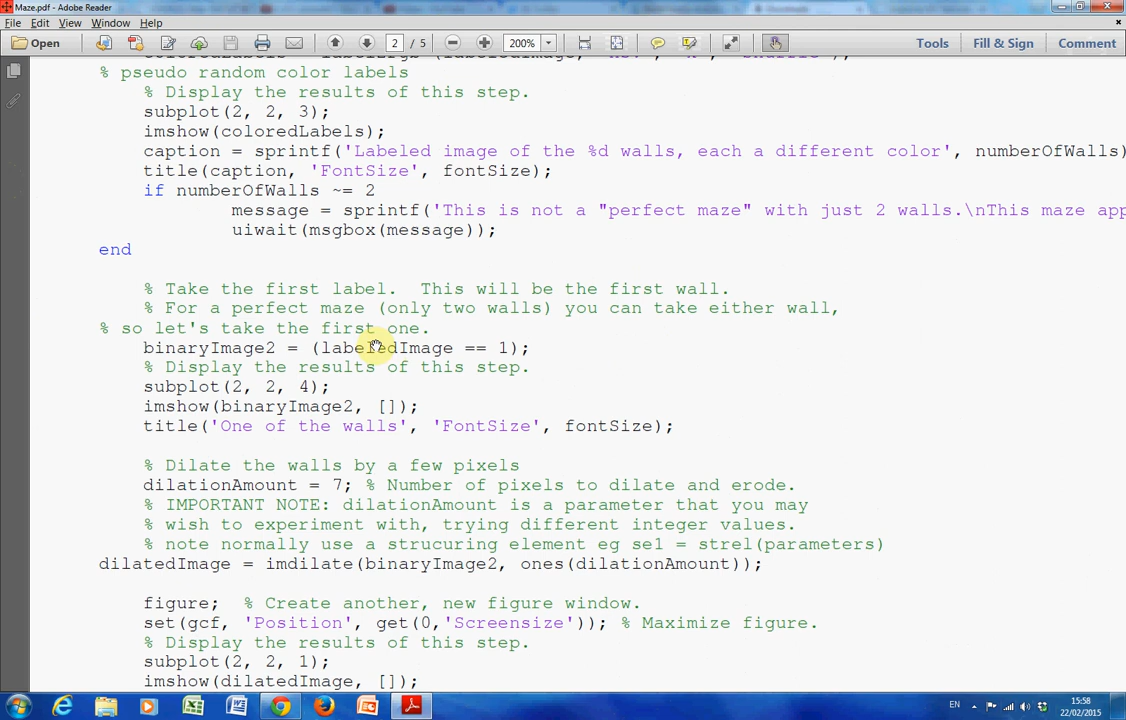 Maze.pdf - Adobe Reader
File Edit View Window Help
Open 2 / 5 200% Tools Fill & Sign Comment
% pseudo random color labels
% Display the results of this step.
subplot(2, 2, 3);
imshow(coloredLabels);
caption = sprintf('Labeled image of the %d walls, each a different color', numberOfWalls)
title(caption, 'FontSize', fontSize);
if numberOfWalls ~= 2
message = sprintf('This is not a "perfect maze" with just 2 walls.\nThis maze app
uiwait(msgbox(message));
end
% Take the first label.  This will be the first wall.
% For a perfect maze (only two walls) you can take either wall,
% so let's take the first one.
binaryImage2 = (labeledImage == 1);
% Display the results of this step.
subplot(2, 2, 4);
imshow(binaryImage2, []);
title('One of the walls', 'FontSize', fontSize);
% Dilate the walls by a few pixels
dilationAmount = 7; % Number of pixels to dilate and erode.
% IMPORTANT NOTE: dilationAmount is a parameter that you may
% wish to experiment with, trying different integer values.
% note normally use a strucuring element eg se1 = strel(parameters)
dilatedImage = imdilate(binaryImage2, ones(dilationAmount));
figure;  % Create another, new figure window.
set(gcf, 'Position', get(0,'Screensize')); % Maximize figure.
% Display the results of this step.
subplot(2, 2, 1);
imshow(dilatedImage, []);
EN 15:58
22/02/2015